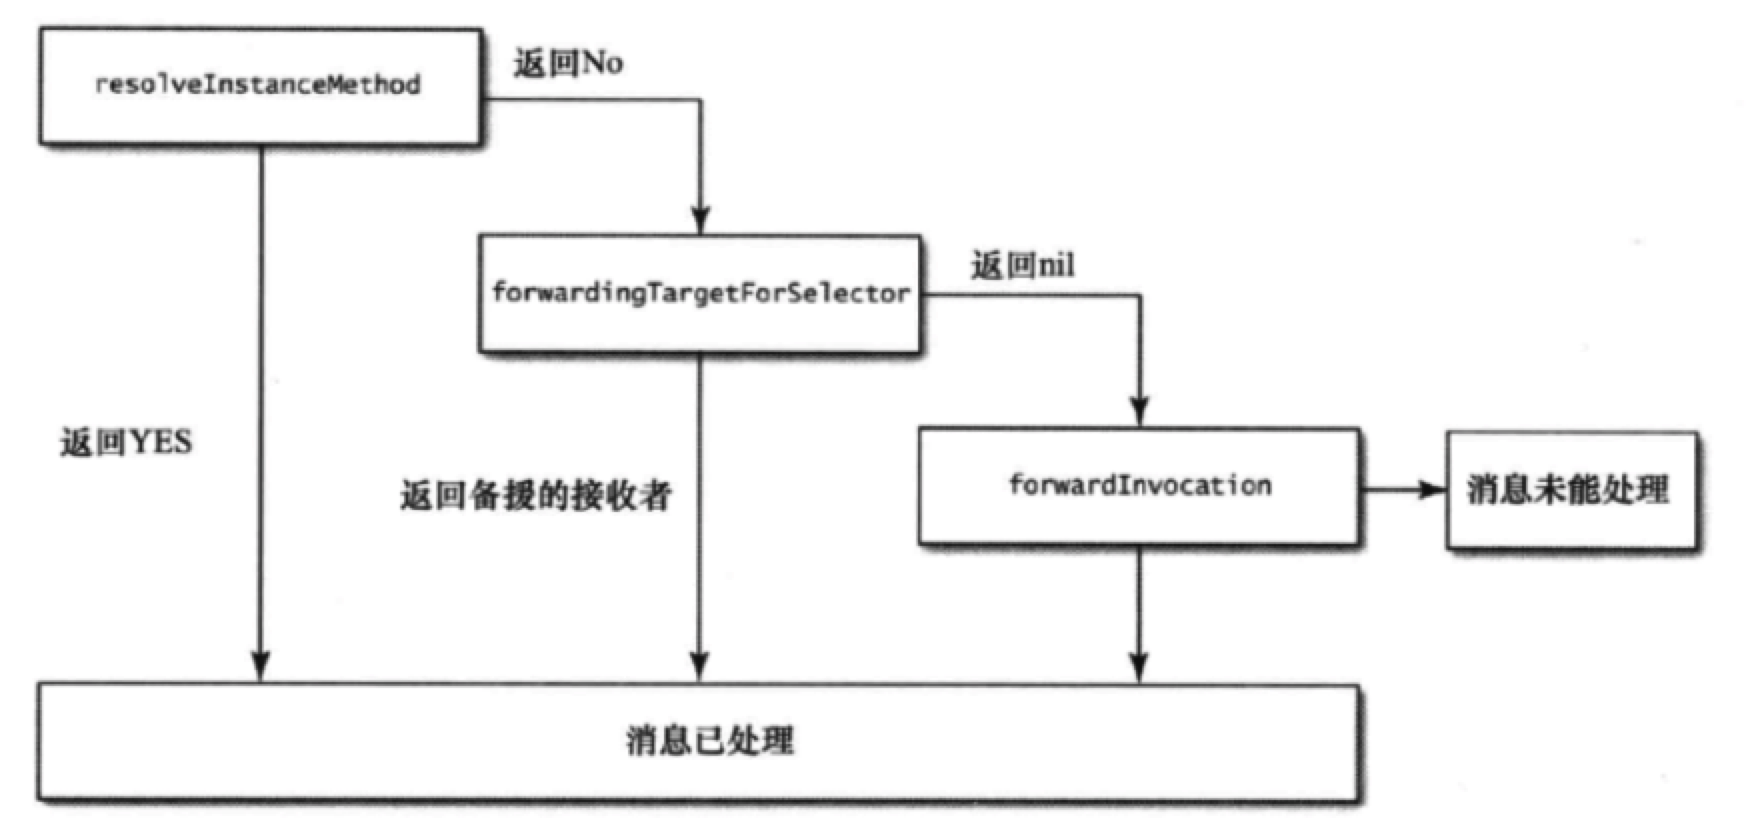 resolveInstanceMethod
返回No
forwardingTargetForSelector
返回nil
返回YES
返回备援的接收者
forwardInvocation
消息未能处理
消息已处理